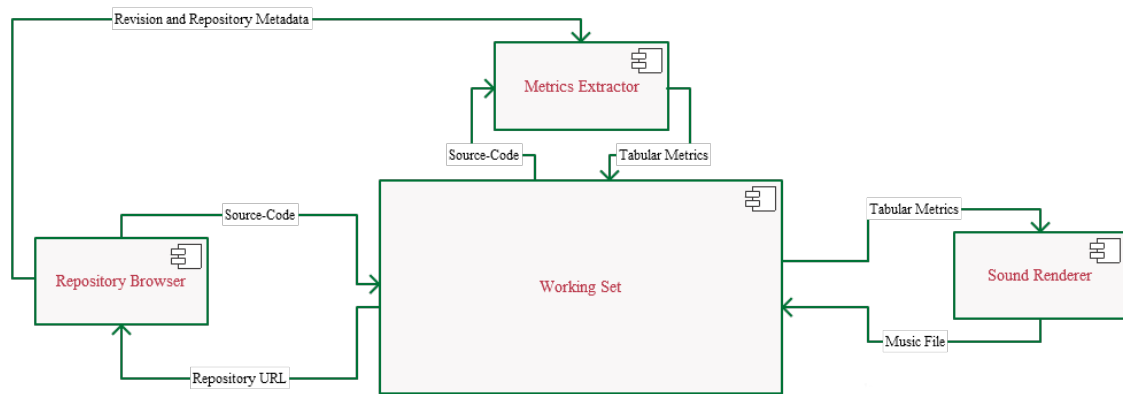 Revision and Repository Metadata
Metrics Extractor
Source-Code
Tabular Metrics
Source-Code
Tabular Metrics
Repository Browser
Working Set
Sound Renderer
Music File
Repository URL